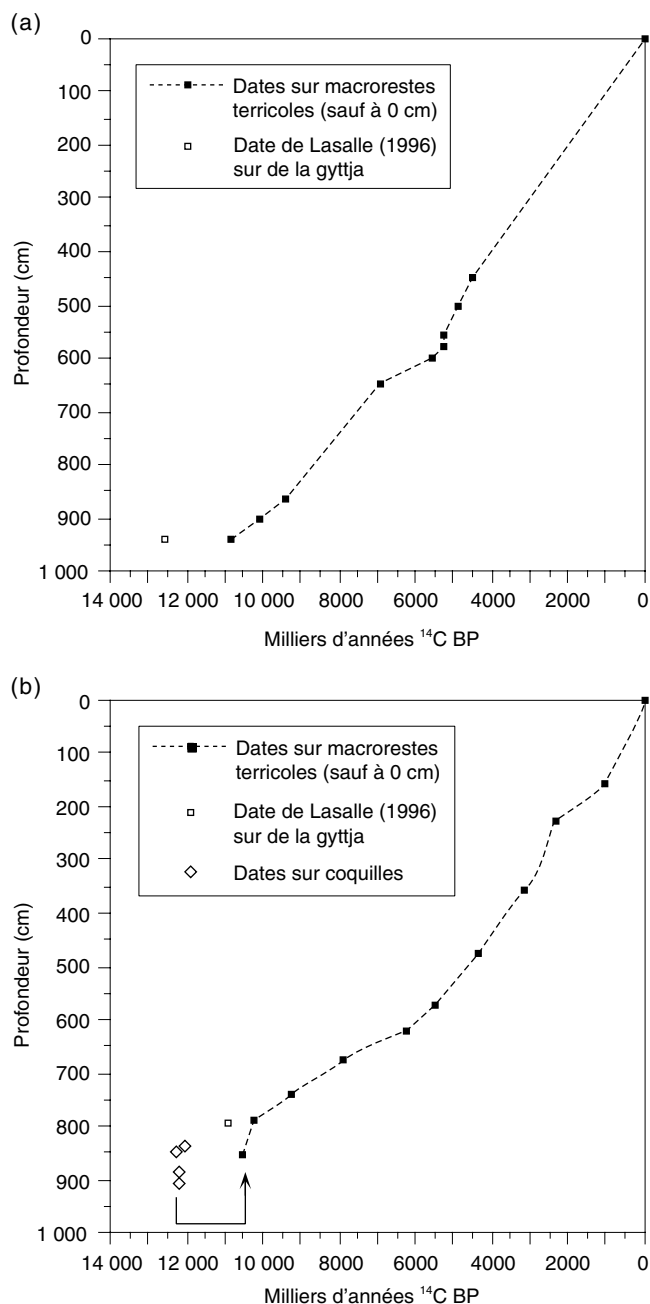 (a)
0
100
200
300
400
500
600
700
800
900
1 000
Profondeur (cm)
Dates sur macrorestes
terricoles (sauf à 0 cm)
Date de Lasalle (1996)
sur de la gyttja
14 000 12 000 10 000 8000 6000 4000 2000 0
Milliers d'années ¹⁴C BP
(b)
0
100
200
300
400
500
600
700
800
900
1 000
Profondeur (cm)
Dates sur macrorestes
terricoles (sauf à 0 cm)
Date de Lasalle (1996)
sur de la gyttja
Dates sur coquilles
14 000 12 000 10 000 8000 6000 4000 2000 0
Milliers d'années ¹⁴C BP